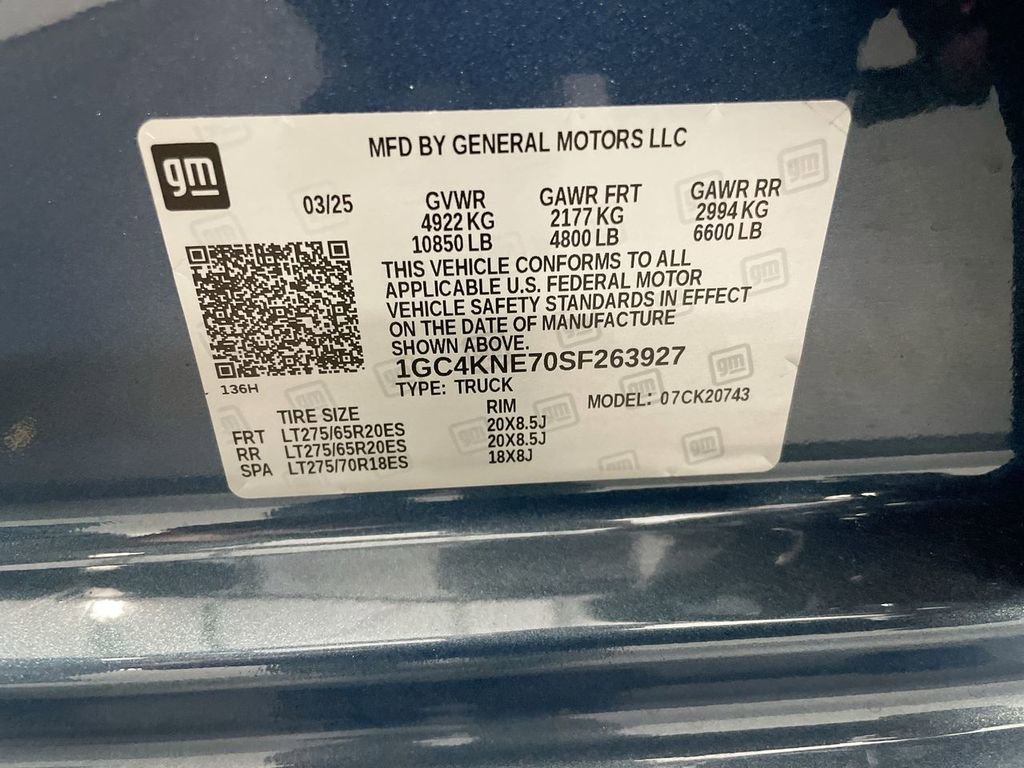 gm
MFD BY GENERAL MOTORS LLC
03/25 GVWR GAWR FRT GAWR RR
4922 KG 2177 KG 2994 KG
10850 LB 4800 LB 6600 LB
THIS VEHICLE CONFORMS TO ALL
APPLICABLE U.S. FEDERAL MOTOR
VEHICLE SAFETY STANDARDS IN EFFECT
ON THE DATE OF MANUFACTURE
SHOWN ABOVE.
1GC4KNE70SF263927
136H
TYPE: TRUCK
MODEL: 07CK20743
TIRE SIZE RIM
FRT LT275/65R20ES 20X8.5J
RR LT275/65R20ES 20X8.5J
SPA LT275/70R18ES 18X8J